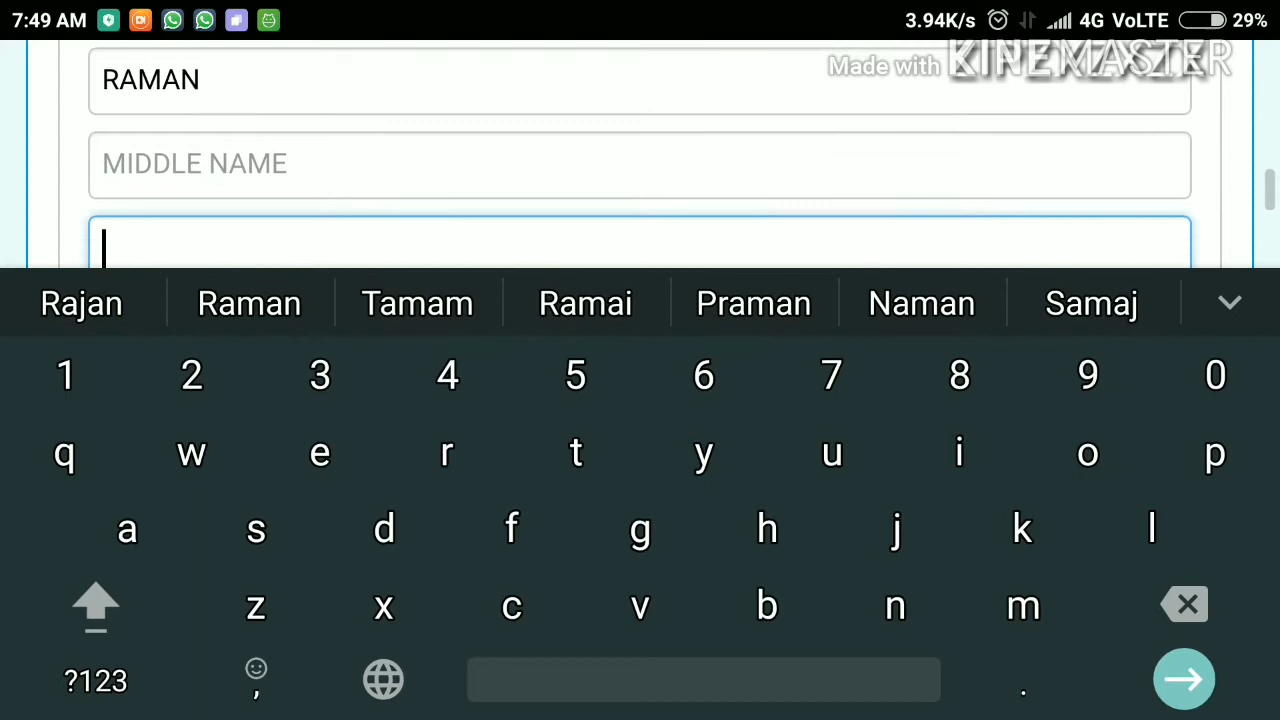 7:49 AM 3.94K/s 4G VoLTE 29%
Made with KINEMASTER
RAMAN
MIDDLE NAME
Rajan Raman Tamam Ramai Praman Naman Samaj
1 2 3 4 5 6 7 8 9 0
q w e r t y u i o p
a s d f g h j k l
z x c v b n m
?123 , .